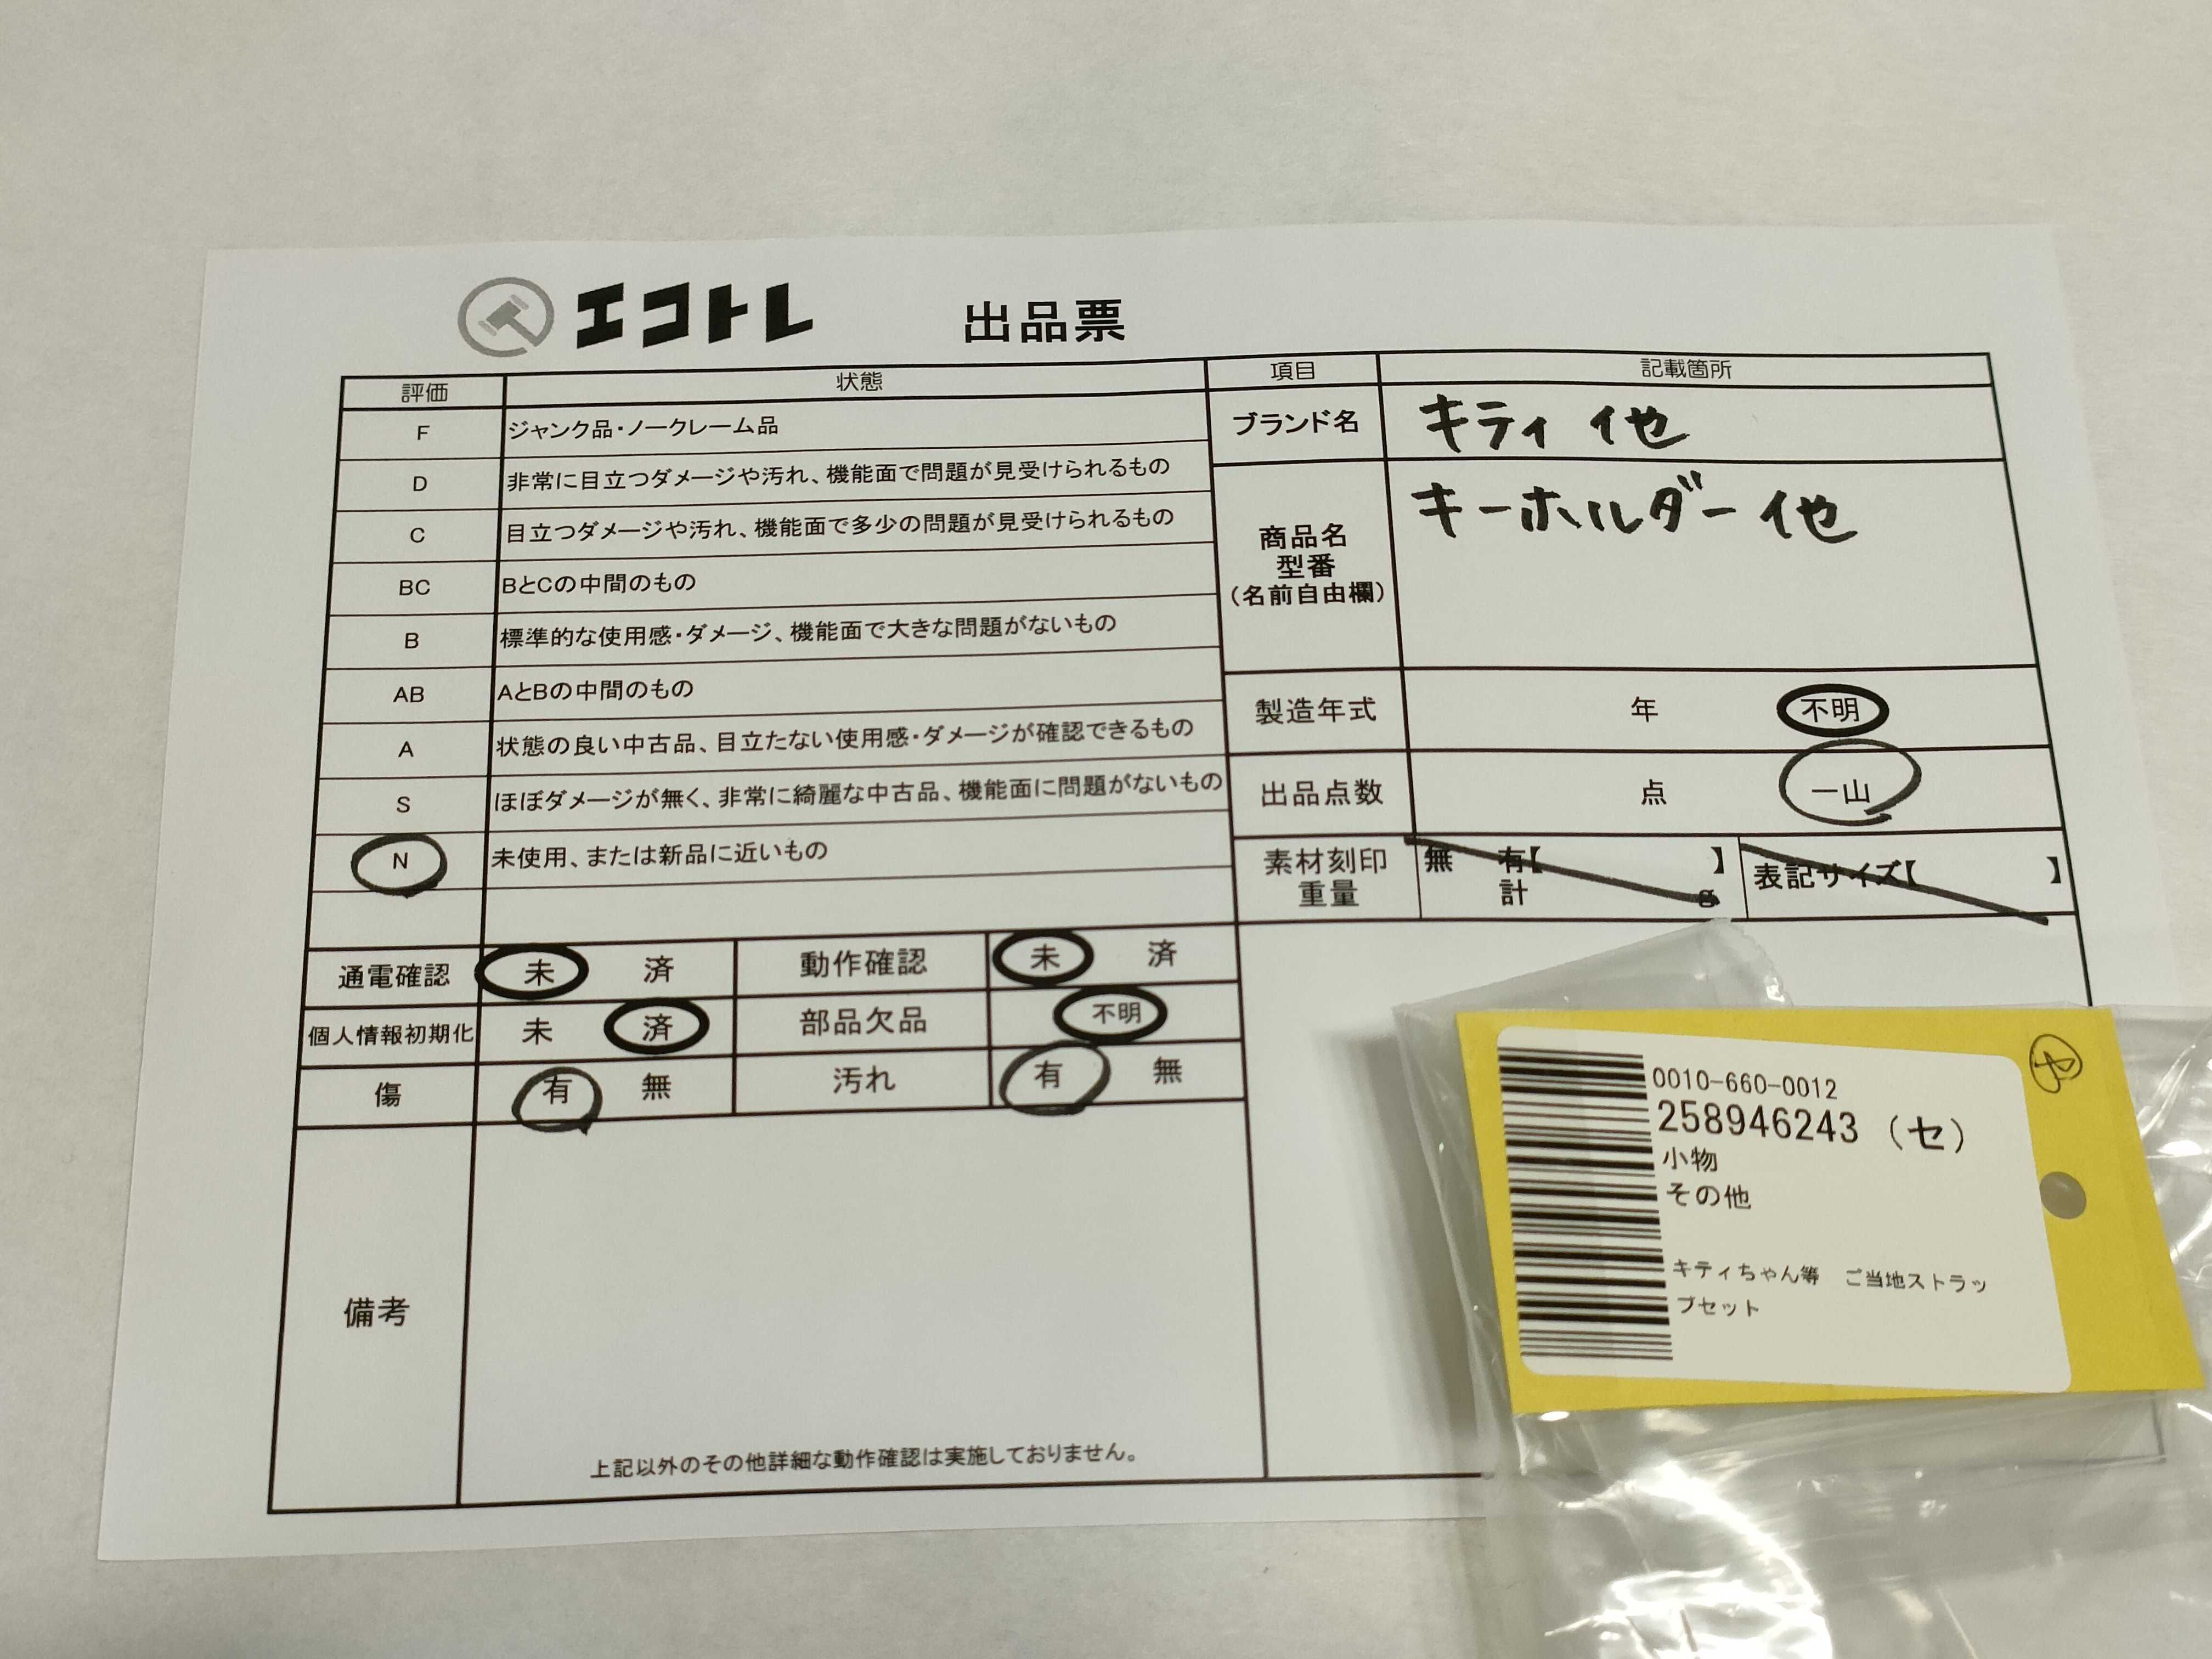 エコトレ 出品票
評価 状態
F ジャンク品・ノークレーム品
D 非常に目立つダメージや汚れ、機能面で問題が見受けられるもの
C 目立つダメージや汚れ、機能面で多少の問題が見受けられるもの
BC BとCの中間のもの
B 標準的な使用感・ダメージ、機能面で大きな問題がないもの
AB AとBの中間のもの
A 状態の良い中古品、目立たない使用感・ダメージが確認できるもの
S ほぼダメージが無く、非常に綺麗な中古品、機能面に問題がないもの
N 未使用、または新品に近いもの
項目 記載箇所
ブランド名 キティ 他
商品名
型番
(名前自由欄)
キーホルダー 他
製造年式 年 不明
出品点数 点 一山
素材刻印 無 有【 】 表記サイズ【 】
重量 計 g
通電確認 未 済 動作確認 未 済
個人情報初期化 未 済 部品欠品 不明
傷 有 無 汚れ 有 無
備考
上記以外のその他詳細な動作確認は実施しておりません。
0010-660-0012
258946243 (セ)
小物
その他
キティちゃん等 ご当地ストラッ
プセット